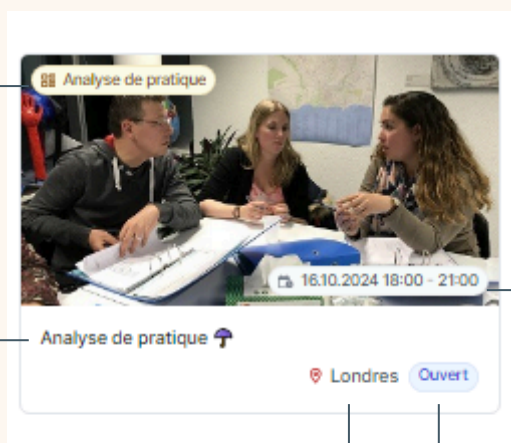 Analyse de pratique
16.10.2024 18:00 - 21:00
Analyse de pratique ☂
Londres
Ouvert